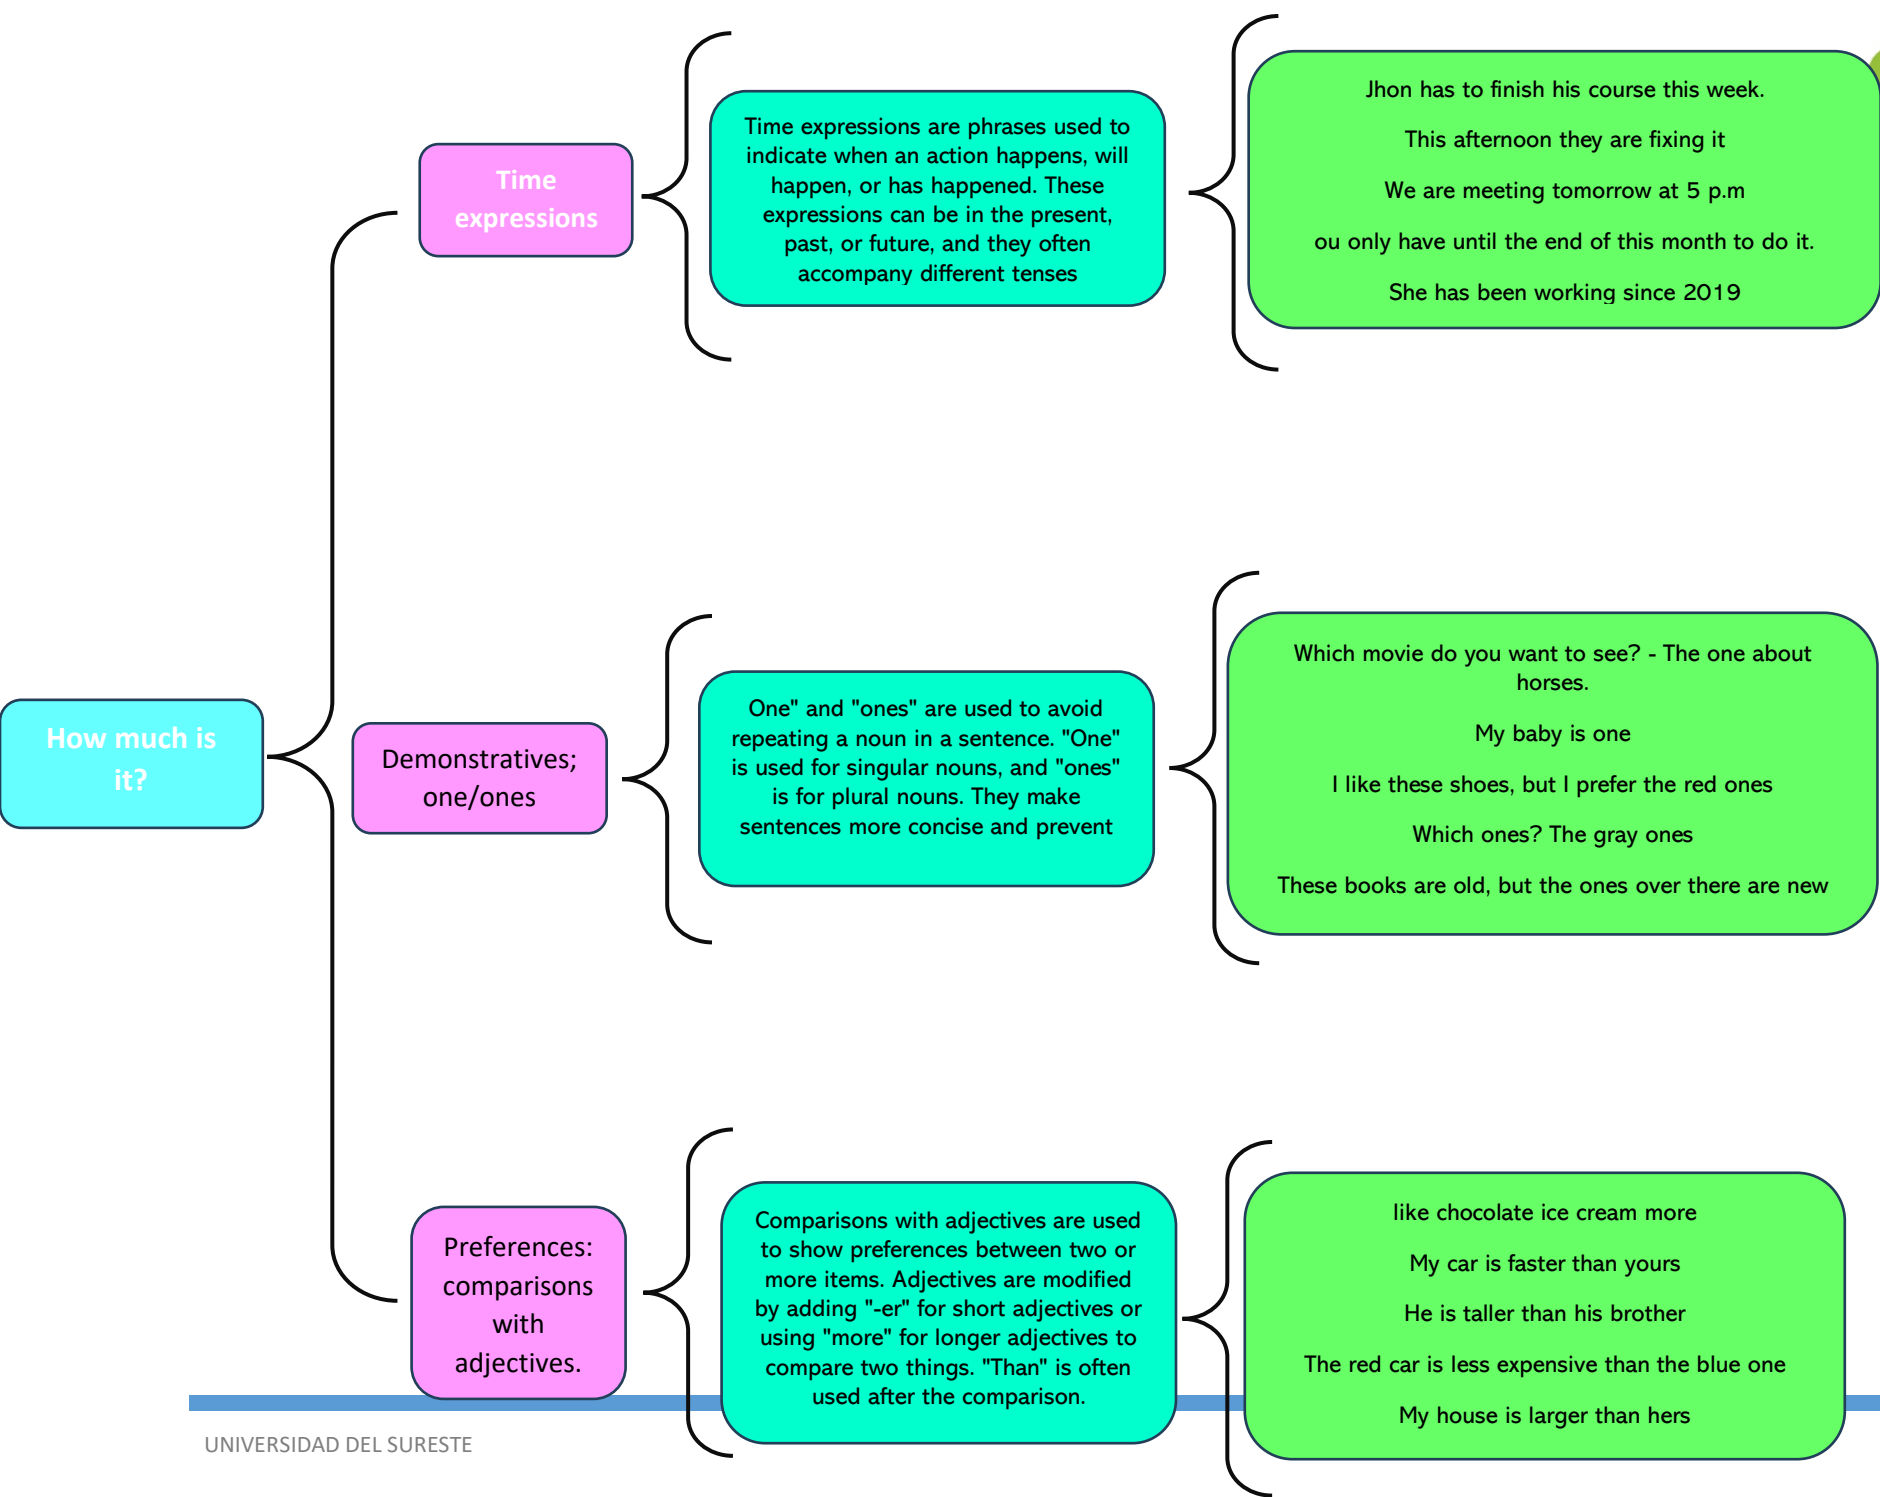 How much is
it?
Time
expressions
Time expressions are phrases used to
indicate when an action happens, will
happen, or has happened. These
expressions can be in the present,
past, or future, and they often
accompany different tenses
Jhon has to finish his course this week.
This afternoon they are fixing it
We are meeting tomorrow at 5 p.m
ou only have until the end of this month to do it.
She has been working since 2019
Demonstratives;
one/ones
One" and "ones" are used to avoid
repeating a noun in a sentence. "One"
is used for singular nouns, and "ones"
is for plural nouns. They make
sentences more concise and prevent
Which movie do you want to see? - The one about
horses.
My baby is one
I like these shoes, but I prefer the red ones
Which ones? The gray ones
These books are old, but the ones over there are new
Preferences:
comparisons
with
adjectives.
Comparisons with adjectives are used
to show preferences between two or
more items. Adjectives are modified
by adding "-er" for short adjectives or
using "more" for longer adjectives to
compare two things. "Than" is often
used after the comparison.
like chocolate ice cream more
My car is faster than yours
He is taller than his brother
The red car is less expensive than the blue one
My house is larger than hers
UNIVERSIDAD DEL SURESTE